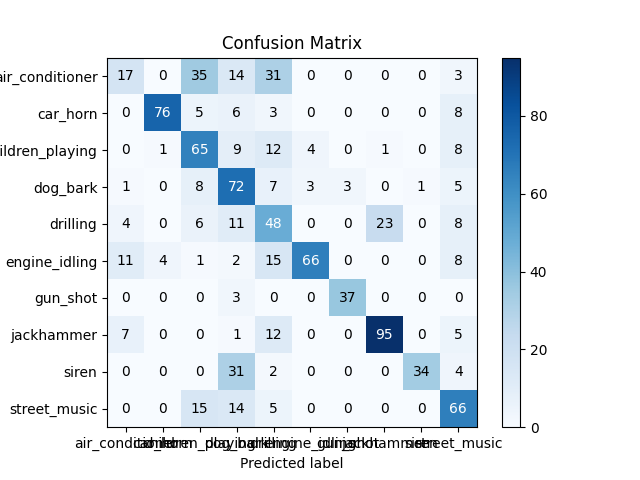 Confusion Matrix
air_conditioner 17 0 35 14 31 0 0 0 0 3
car_horn 0 76 5 6 3 0 0 0 0 8
ildren_playing 0 1 65 9 12 4 0 1 0 8
dog_bark 1 0 8 72 7 3 3 0 1 5
drilling 4 0 6 11 48 0 0 23 0 8
engine_idling 11 4 1 2 15 66 0 0 0 8
gun_shot 0 0 0 3 0 0 37 0 0 0
jackhammer 7 0 0 1 12 0 0 95 0 5
siren 0 0 0 31 2 0 0 0 34 4
street_music 0 0 15 14 5 0 0 0 0 66
street_music
Predicted label
80
60
40
20
0